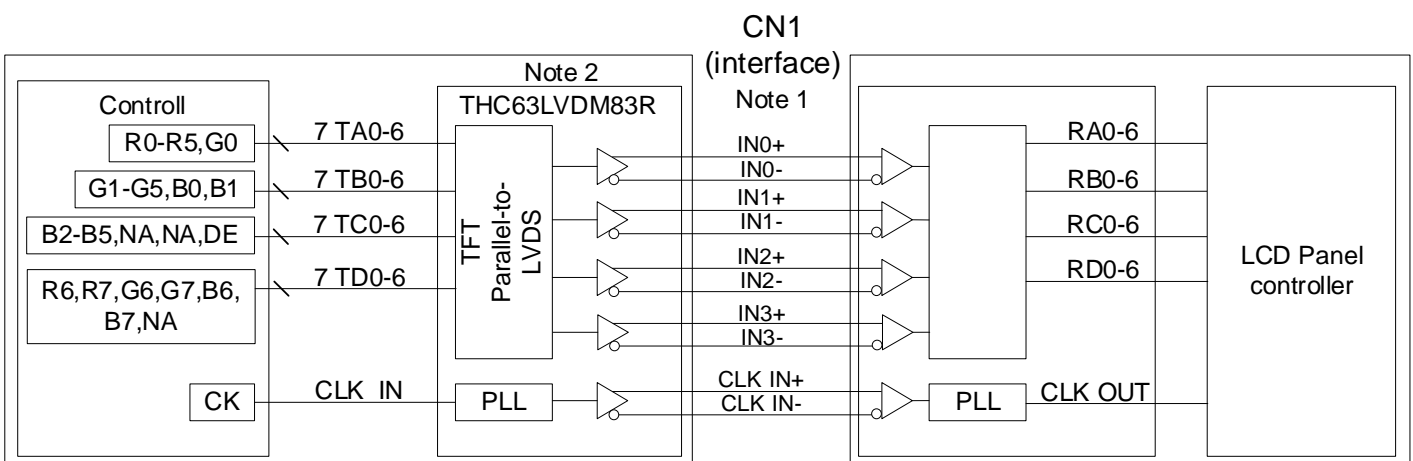 CN1
(interface)
Note 1
Note 2
THC63LVDM83R
Controll
R0-R5,G0
7 TA0-6
G1-G5,B0,B1
7 TB0-6
B2-B5,NA,NA,DE
7 TC0-6
R6,R7,G6,G7,B6,
B7,NA
7 TD0-6
CK
CLK IN
TFT
Parallel-to-
LVDS
PLL
IN0+
IN0-
IN1+
IN1-
IN2+
IN2-
IN3+
IN3-
CLK IN+
CLK IN-
PLL
RA0-6
RB0-6
RC0-6
RD0-6
CLK OUT
LCD Panel
controller